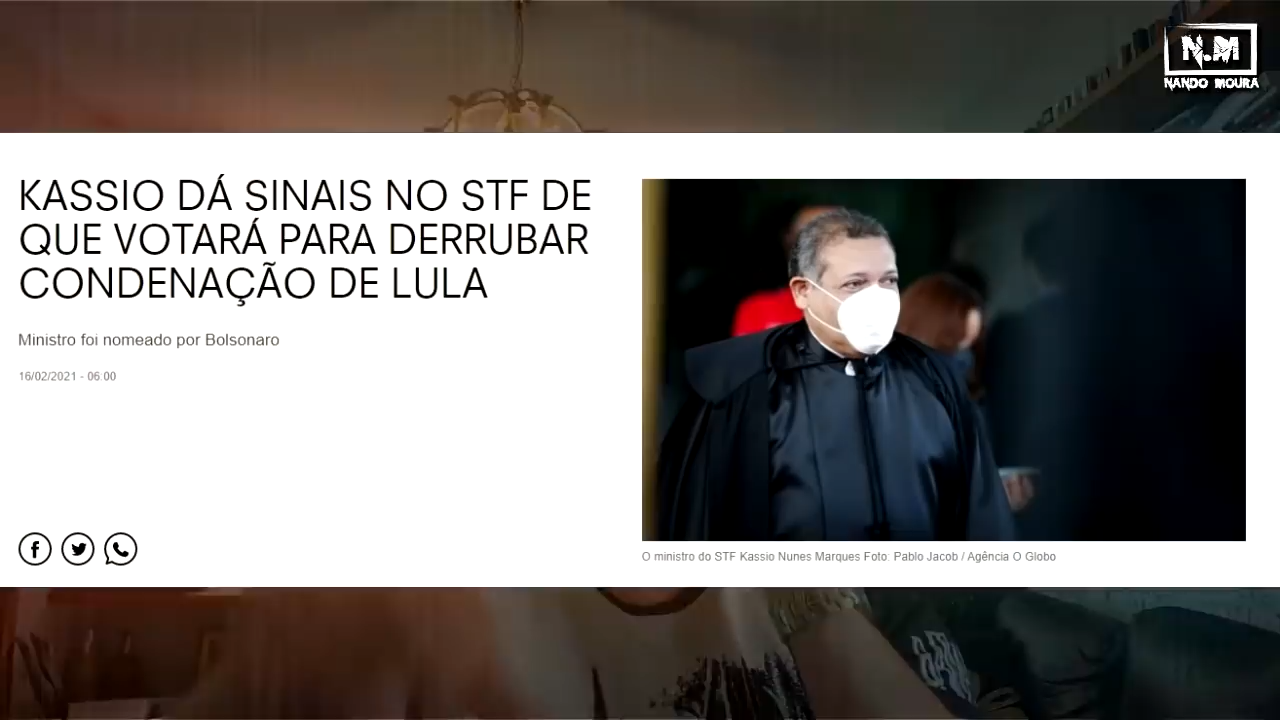 N.M
NANDO MOURA
KASSIO DÁ SINAIS NO STF DE
QUE VOTARÁ PARA DERRUBAR
CONDENAÇÃO DE LULA
Ministro foi nomeado por Bolsonaro
16/02/2021 - 06:00
O ministro do STF Kassio Nunes Marques Foto: Pablo Jacob / Agência O Globo